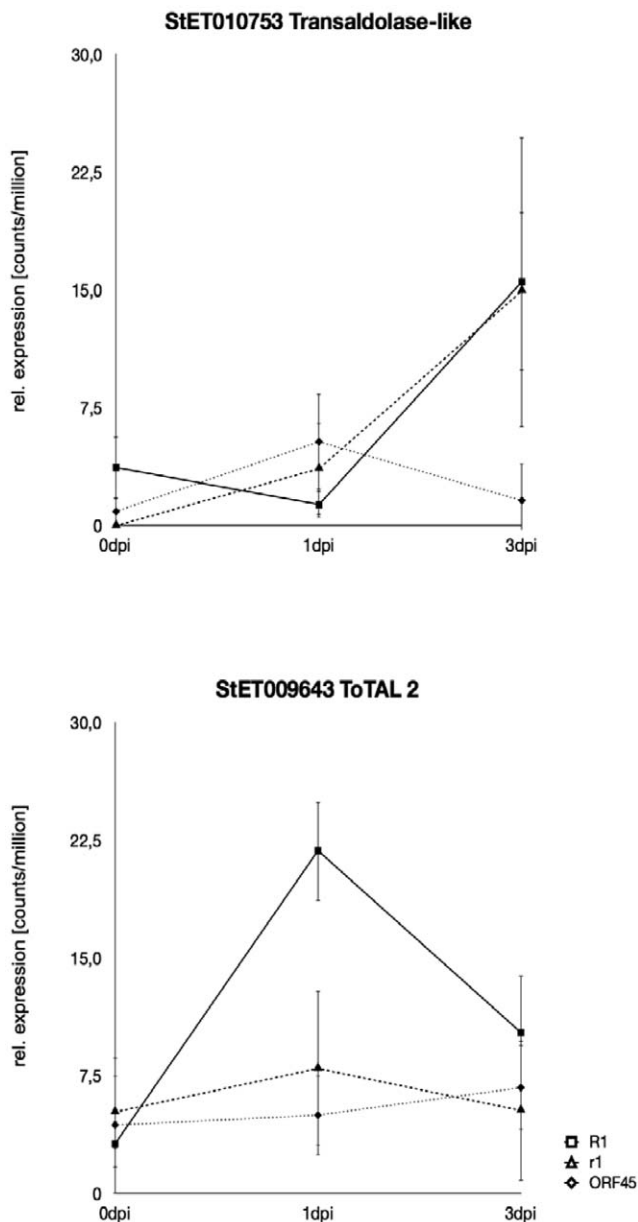 StET010753 Transaldolase-like
rel. expression [counts/million]
30,0
22,5
15,0
7,5
0
0dpi 1dpi 3dpi
StET009643 ToTAL 2
rel. expression [counts/million]
30,0
22,5
15,0
7,5
0
0dpi 1dpi 3dpi
R1
r1
ORF45